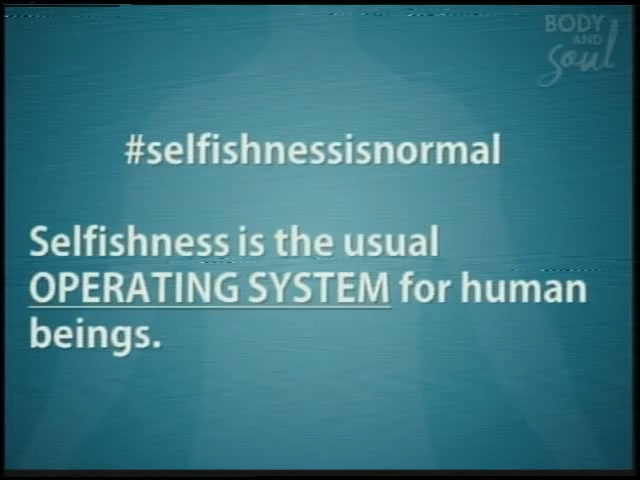 BODY
AND
Soul
#selfishnessisnormal
Selfishness is the usual
OPERATING SYSTEM for human
beings.